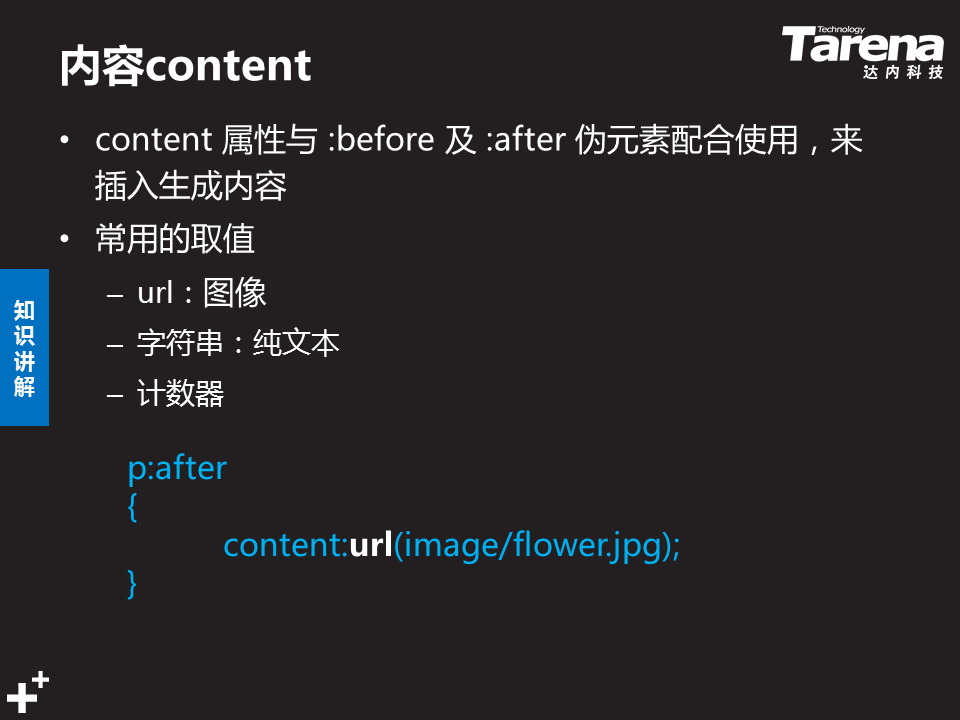 内容content
Technology
Tarena
达内科技
• content 属性与 :before 及 :after 伪元素配合使用，来
插入生成内容
• 常用的取值
– url：图像
– 字符串：纯文本
– 计数器
知识讲解
p:after
{
content:url(image/flower.jpg);
}